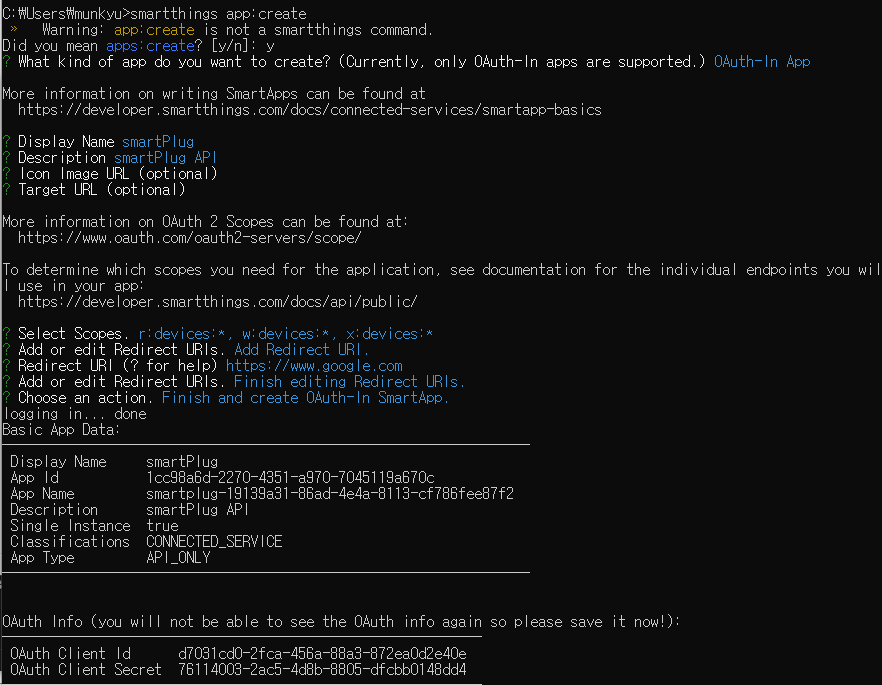 C:₩Users₩munkyu>smartthings app:create
» Warning: app:create is not a smartthings command.
Did you mean apps:create? [y/n]: y
? What kind of app do you want to create? (Currently, only OAuth-In apps are supported.) OAuth-In App
More information on writing SmartApps can be found at
https://developer.smartthings.com/docs/connected-services/smartapp-basics
? Display Name smartPlug
? Description smartPlug API
? Icon Image URL (optional)
? Target URL (optional)
More information on OAuth 2 Scopes can be found at:
https://www.oauth.com/oauth2-servers/scope/
To determine which scopes you need for the application, see documentation for the individual endpoints you wil
l use in your app:
https://developer.smartthings.com/docs/api/public/
? Select Scopes. r:devices:*, w:devices:*, x:devices:*
? Add or edit Redirect URIs. Add Redirect URI.
? Redirect URI (? for help) https://www.google.com
? Add or edit Redirect URIs. Finish editing Redirect URIs.
? Choose an action. Finish and create OAuth-In SmartApp.
logging in... done
Basic App Data:
Display Name smartPlug
App Id 1cc98a6d-2270-4351-a970-7045119a670c
App Name smartplug-19139a31-86ad-4e4a-8113-cf786fee87f2
Description smartPlug API
Single Instance true
Classifications CONNECTED_SERVICE
App Type API_ONLY
OAuth Info (you will not be able to see the OAuth info again so please save it now!):
OAuth Client Id d7031cd0-2fca-456a-88a3-872ea0d2e40e
OAuth Client Secret 76114003-2ac5-4d8b-8805-dfcbb0148dd4